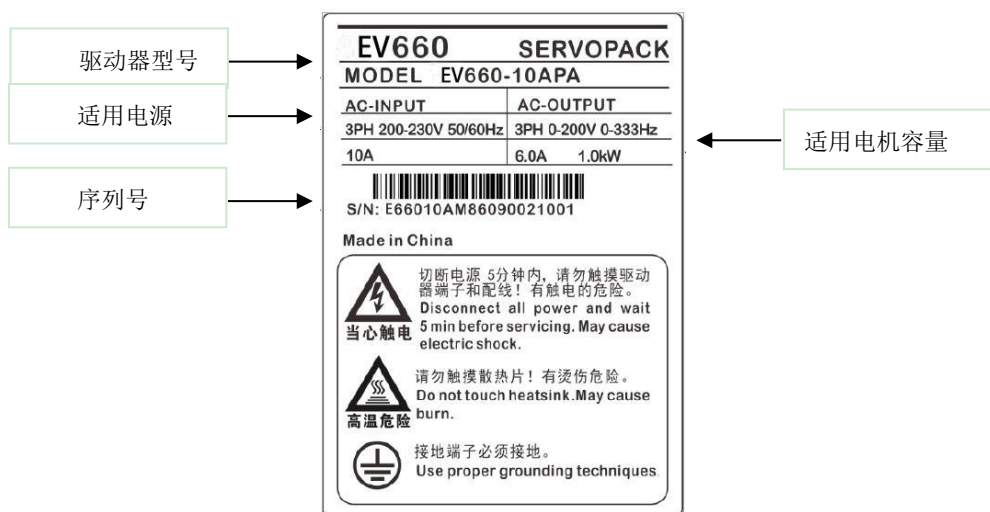 驱动器型号
适用电源
序列号
EV660 SERVOPACK
MODEL EV660-10APA
AC-INPUT AC-OUTPUT
3PH 200-230V 50/60Hz 3PH 0-200V 0-333Hz
10A 6.0A 1.0kW
适用电机容量
S/N: E66010AM86090021001
Made in China
切断电源 5分钟内，请勿触摸驱动
器端子和配线！有触电的危险。
Disconnect all power and wait
5 min before servicing. May cause
electric shock.
当心触电
请勿触摸散热片！有烫伤危险。
Do not touch heatsink.May cause
burn.
高温危险
接地端子必须接地。
Use proper grounding techniques.